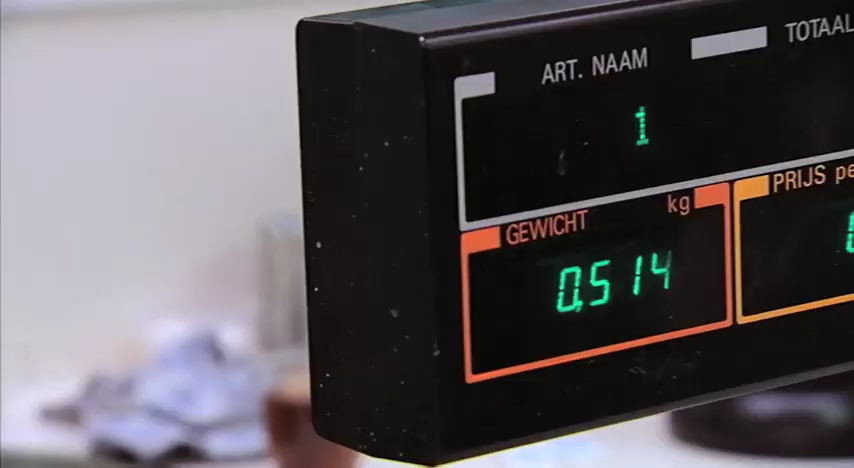 ART. NAAM
TOTAAL
1
GEWICHT kg
PRIJS pe
0,514